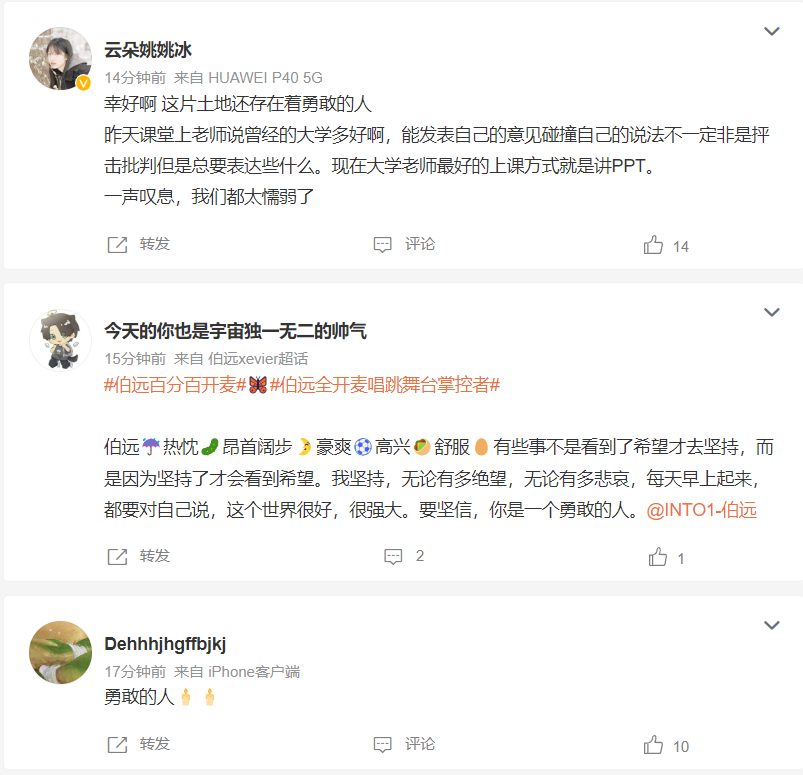 云朵姚姚冰
14分钟前 来自 HUAWEI P40 5G
幸好啊 这片土地还存在着勇敢的人
昨天课堂上老师说曾经的大学多好啊，能发表自己的意见碰撞自己的说法不一定非是抨
击批判但是总要表达些什么。现在大学老师最好的上课方式就是讲PPT。
一声叹息，我们都太懦弱了
转发 评论 14
今天的你也是宇宙独一无二的帅气
15分钟前 来自 伯远xevier超话
#伯远百分百开麦#🦋#伯远全开麦唱跳舞台掌控者#
伯远☔热忱🥒昂首阔步🌛豪爽⚽高兴🌮舒服🥚有些事不是看到了希望才去坚持，而
是因为坚持了才会看到希望。我坚持，无论有多绝望，无论有多悲哀，每天早上起来，
都要对自己说，这个世界很好，很强大。要坚信，你是一个勇敢的人。@INTO1-伯远
转发 2 1
Dehhhjhgffbjkj
17分钟前 来自 iPhone客户端
勇敢的人🕯🕯
转发 评论 10